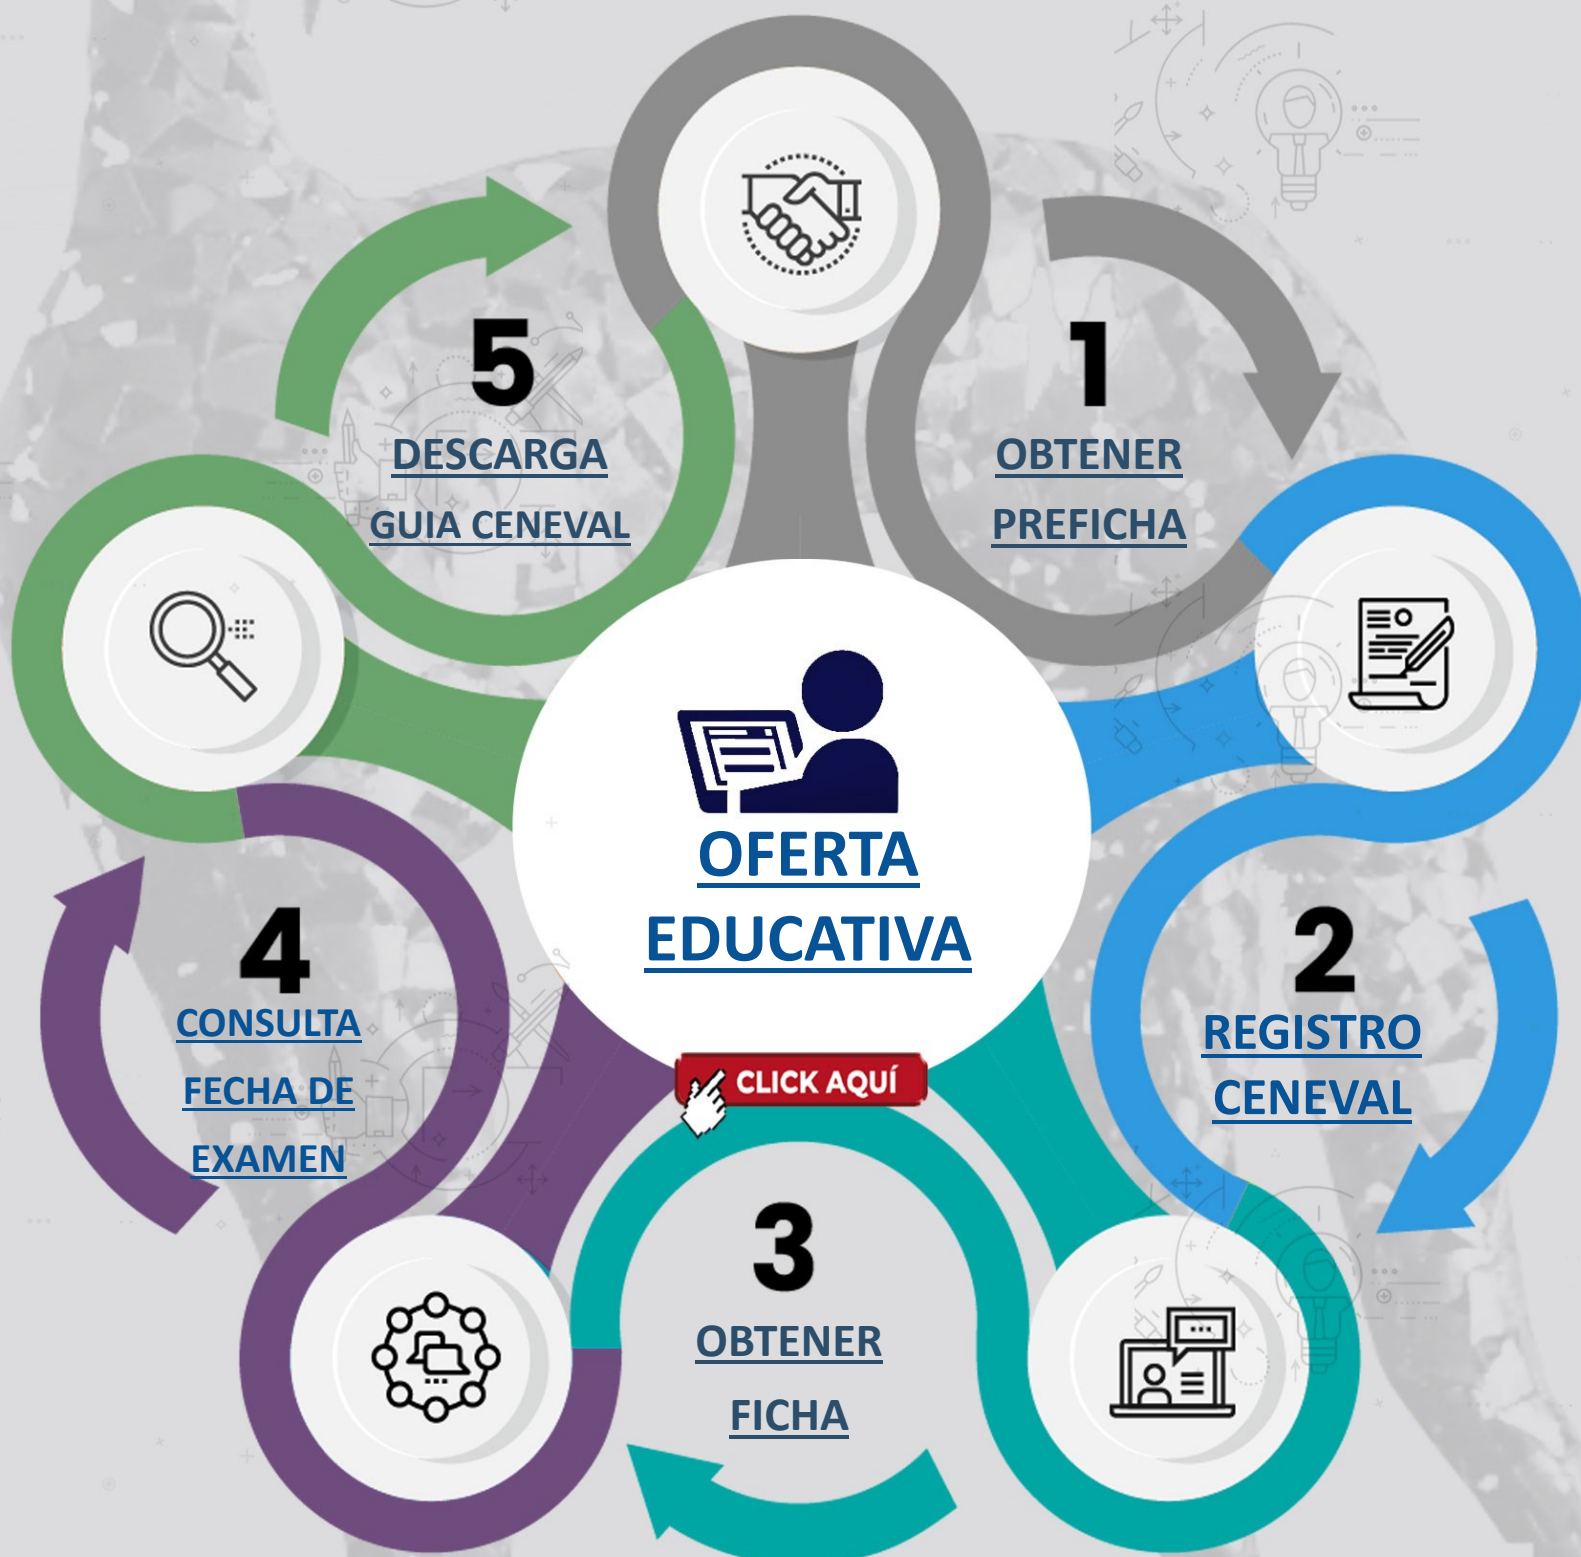 OFERTA
EDUCATIVA
CLICK AQUÍ
1
OBTENER
PREFICHA
2
REGISTRO
CENEVAL
3
OBTENER
FICHA
4
CONSULTA
FECHA DE
EXAMEN
5
DESCARGA
GUIA CENEVAL